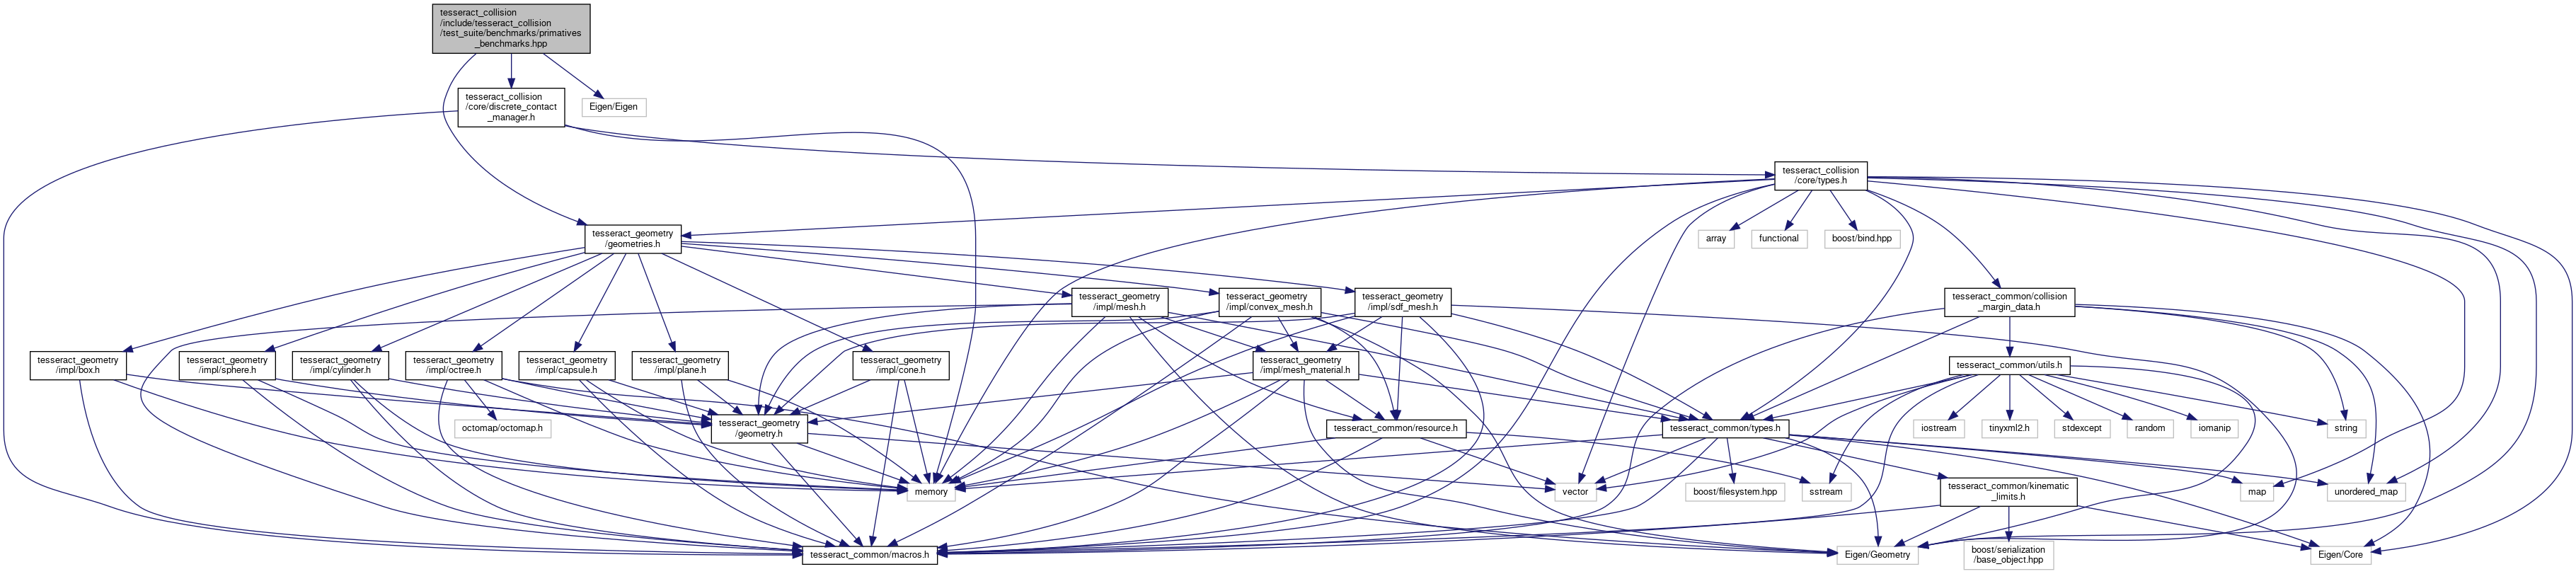 tesseract_collision
/include/tesseract_collision
/test_suite/benchmarks/primatives
_benchmarks.hpp
tesseract_collision
/core/discrete_contact
_manager.h
Eigen/Eigen
tesseract_collision
/core/types.h
tesseract_geometry
/geometries.h
array
functional
boost/bind.hpp
tesseract_geometry
/impl/mesh.h
tesseract_geometry
/impl/convex_mesh.h
tesseract_geometry
/impl/sdf_mesh.h
tesseract_common/collision
_margin_data.h
tesseract_geometry
/impl/box.h
tesseract_geometry
/impl/sphere.h
tesseract_geometry
/impl/cylinder.h
tesseract_geometry
/impl/octree.h
tesseract_geometry
/impl/capsule.h
tesseract_geometry
/impl/plane.h
tesseract_geometry
/impl/cone.h
tesseract_geometry
/impl/mesh_material.h
tesseract_common/utils.h
octomap/octomap.h
tesseract_geometry
/geometry.h
tesseract_common/resource.h
tesseract_common/types.h
iostream
tinyxml2.h
stdexcept
random
iomanip
string
memory
vector
boost/filesystem.hpp
sstream
tesseract_common/kinematic
_limits.h
map
unordered_map
tesseract_common/macros.h
Eigen/Geometry
boost/serialization
/base_object.hpp
Eigen/Core